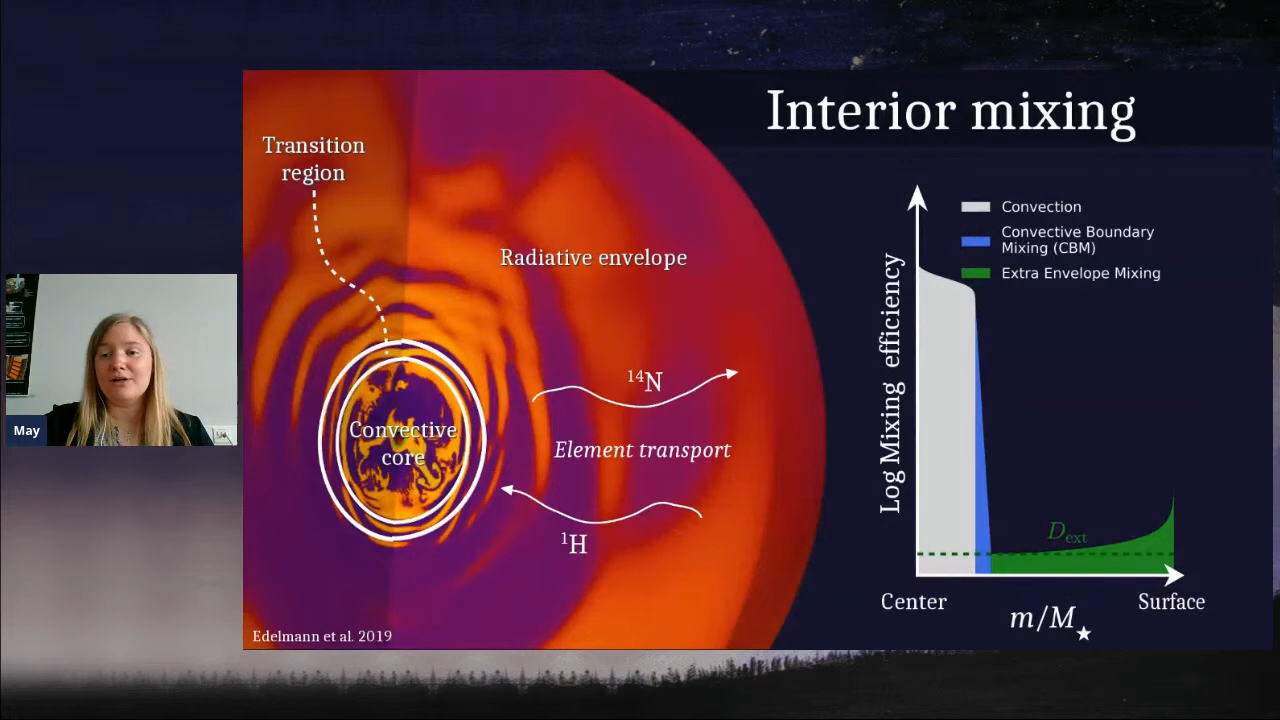 Interior mixing
Transition
region
Radiative envelope
Convective
core
¹⁴N
Element transport
¹H
Edelmann et al. 2019
Convection
Convective Boundary
Mixing (CBM)
Extra Envelope Mixing
Log Mixing efficiency
D_ext
Center
Surface
m/M★
May